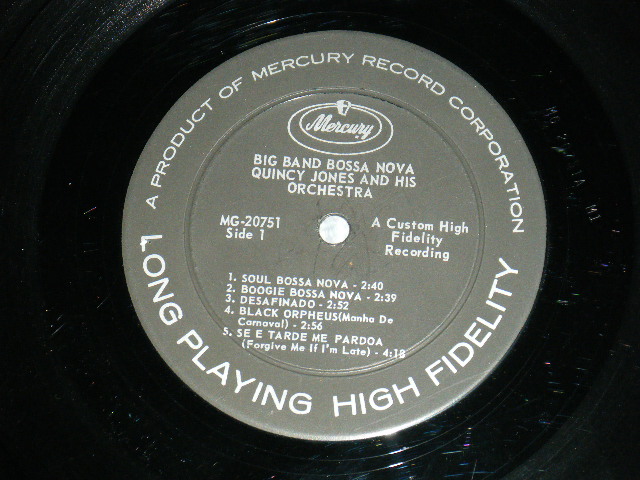 A PRODUCT OF MERCURY RECORD CORPORATION
Mercury
BIG BAND BOSSA NOVA
QUINCY JONES AND HIS
ORCHESTRA
MG-20751
Side 1
A Custom High
Fidelity
Recording
1. SOUL BOSSA NOVA - 2:40
2. BOOGIE BOSSA NOVA - 2:39
3. DESAFINADO - 2:52
4. BLACK ORPHEUS (Manha De
Carnaval) - 2:56
5. SE E TARDE ME PARDOA
(Forgive Me If I'm Late) - 4:18
LONG PLAYING HIGH FIDELITY